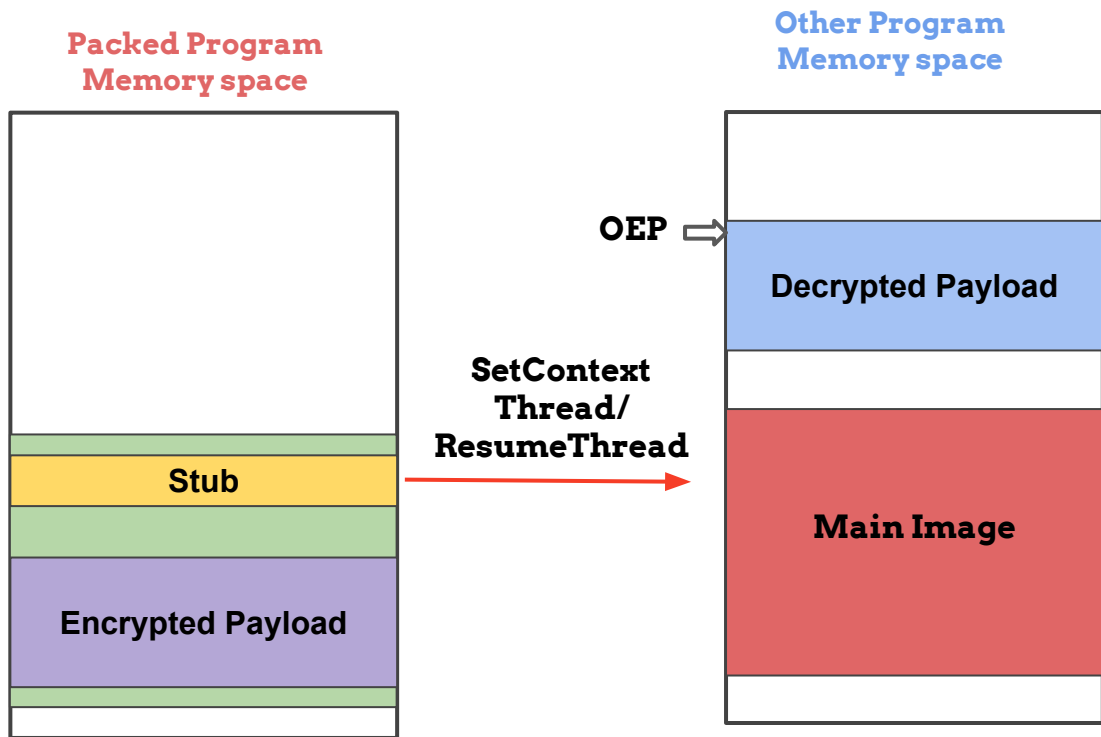 Packed Program
Memory space
Other Program
Memory space
OEP
Decrypted Payload
SetContext
Thread/
ResumeThread
Stub
Main Image
Encrypted Payload